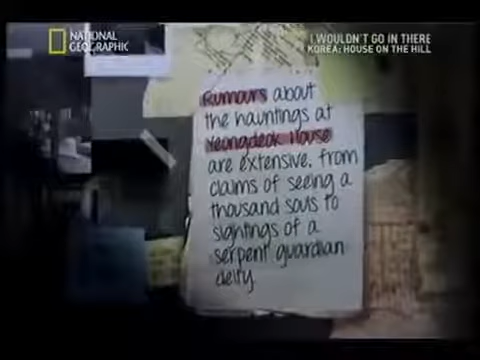 NATIONAL
GEOGRAPHIC
I WOULDN'T GO IN THERE
KOREA: HOUSE ON THE HILL
Rumours about
the hauntings at
Yeongdeok House
are extensive, from
claims of seeing a
thousand souls to
sightings of a
serpent guardian
deity.